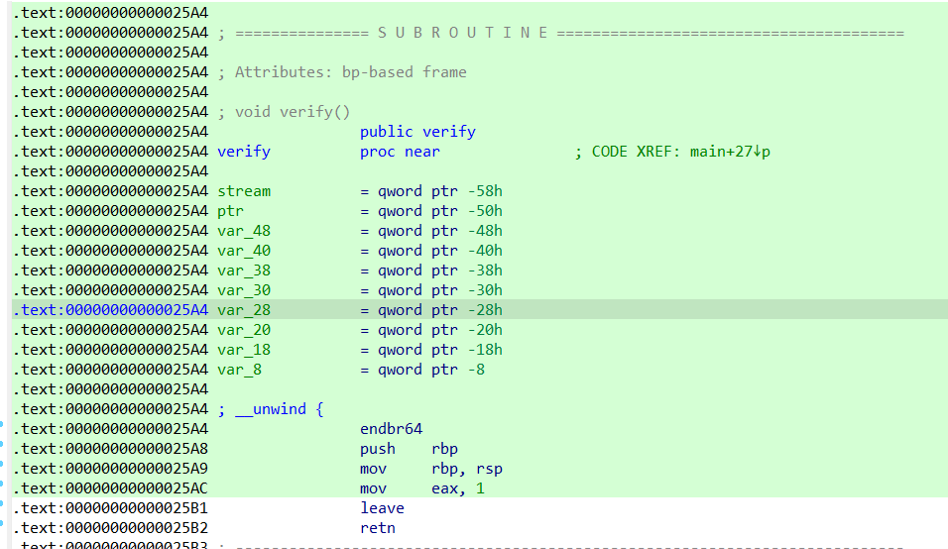 .text:00000000000025A4
.text:00000000000025A4 ; =============== S U B R O U T I N E =======================================
.text:00000000000025A4
.text:00000000000025A4 ; Attributes: bp-based frame
.text:00000000000025A4
.text:00000000000025A4 ; void verify()
.text:00000000000025A4                 public verify
.text:00000000000025A4 verify          proc near               ; CODE XREF: main+27↓p
.text:00000000000025A4
.text:00000000000025A4 stream          = qword ptr -58h
.text:00000000000025A4 ptr             = qword ptr -50h
.text:00000000000025A4 var_48          = qword ptr -48h
.text:00000000000025A4 var_40          = qword ptr -40h
.text:00000000000025A4 var_38          = qword ptr -38h
.text:00000000000025A4 var_30          = qword ptr -30h
.text:00000000000025A4 var_28          = qword ptr -28h
.text:00000000000025A4 var_20          = qword ptr -20h
.text:00000000000025A4 var_18          = qword ptr -18h
.text:00000000000025A4 var_8           = qword ptr -8
.text:00000000000025A4
.text:00000000000025A4 ; __unwind {
.text:00000000000025A4                 endbr64
.text:00000000000025A8                 push    rbp
.text:00000000000025A9                 mov     rbp, rsp
.text:00000000000025AC                 mov     eax, 1
.text:00000000000025B1                 leave
.text:00000000000025B2                 retn
.text:00000000000025B3 ; ---------------------------------------------------------------------------